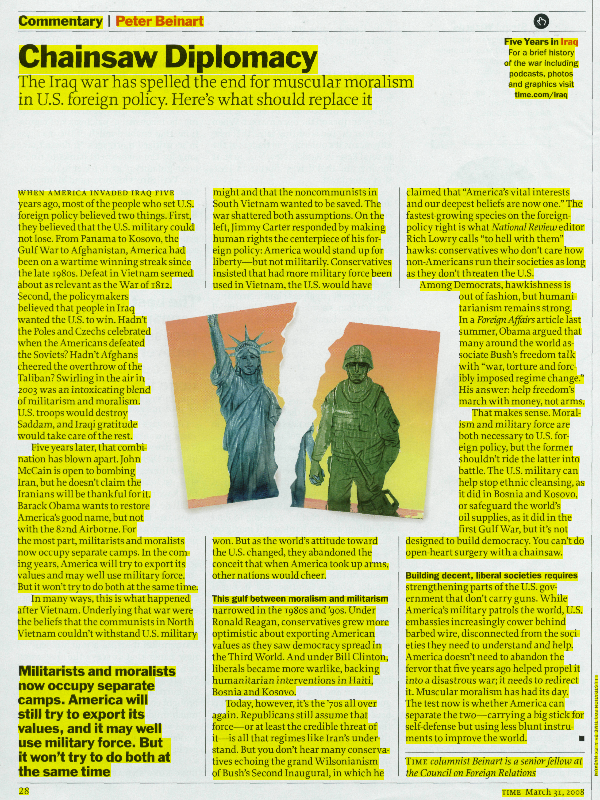 Commentary | Peter Beinart
Chainsaw Diplomacy
The Iraq war has spelled the end for muscular moralism
in U.S. foreign policy. Here's what should replace it
Five Years in Iraq
For a brief history
of the war including
podcasts, photos
and graphics visit
time.com/Iraq
WHEN AMERICA INVADED IRAQ FIVE
years ago, most of the people who set U.S.
foreign policy believed two things. First,
they believed that the U.S. military could
not lose. From Panama to Kosovo, the
Gulf War to Afghanistan, America had
been on a wartime winning streak since
the late 1980s. Defeat in Vietnam seemed
about as relevant as the War of 1812.
Second, the policymakers
believed that people in Iraq
wanted the U.S. to win. Hadn't
the Poles and Czechs celebrated
when the Americans defeated
the Soviets? Hadn't Afghans
cheered the overthrow of the
Taliban? Swirling in the air in
2003 was an intoxicating blend
of militarism and moralism.
U.S. troops would destroy
Saddam, and Iraqi gratitude
would take care of the rest.
Five years later, that combi-
nation has blown apart. John
McCain is open to bombing
Iran, but he doesn't claim the
Iranians will be thankful for it.
Barack Obama wants to restore
America's good name, but not
with the 82nd Airborne. For
the most part, militarists and moralists
now occupy separate camps. In the com-
ing years, America will try to export its
values and may well use military force.
But it won't try to do both at the same time.
In many ways, this is what happened
after Vietnam. Underlying that war were
the beliefs that the communists in North
Vietnam couldn't withstand U.S. military
Militarists and moralists
now occupy separate
camps. America will
still try to export its
values, and it may well
use military force. But
it won't try to do both at
the same time
might and that the noncommunists in
South Vietnam wanted to be saved. The
war shattered both assumptions. On the
left, Jimmy Carter responded by making
human rights the centerpiece of his for-
eign policy: America would stand up for
liberty—but not militarily. Conservatives
insisted that had more military force been
used in Vietnam, the U.S. would have
won. But as the world's attitude toward
the U.S. changed, they abandoned the
conceit that when America took up arms,
other nations would cheer.
This gulf between moralism and militarism
narrowed in the 1980s and '90s. Under
Ronald Reagan, conservatives grew more
optimistic about exporting American
values as they saw democracy spread in
the Third World. And under Bill Clinton,
liberals became more warlike, backing
humanitarian interventions in Haiti,
Bosnia and Kosovo.
Today, however, it's the '70s all over
again. Republicans still assume that
force—or at least the credible threat of
it—is all that regimes like Iran's under-
stand. But you don't hear many conserva-
tives echoing the grand Wilsonianism
of Bush's Second Inaugural, in which he
claimed that "America's vital interests
and our deepest beliefs are now one." The
fastest-growing species on the foreign-
policy right is what National Review editor
Rich Lowry calls "to hell with them"
hawks: conservatives who don't care how
non-Americans run their societies as long
as they don't threaten the U.S.
Among Democrats, hawkishness is
out of fashion, but humani-
tarianism remains strong.
In a Foreign Affairs article last
summer, Obama argued that
many around the world as-
sociate Bush's freedom talk
with "war, torture and forc-
ibly imposed regime change."
His answer: help freedom's
march with money, not arms.
That makes sense. Moral-
ism and military force are
both necessary to U.S. for-
eign policy, but the former
shouldn't ride the latter into
battle. The U.S. military can
help stop ethnic cleansing, as
it did in Bosnia and Kosovo,
or safeguard the world's
oil supplies, as it did in the
first Gulf War, but it's not
designed to build democracy. You can't do
open-heart surgery with a chainsaw.
Building decent, liberal societies requires
strengthening parts of the U.S. gov-
ernment that don't carry guns. While
America's military patrols the world, U.S.
embassies increasingly cower behind
barbed wire, disconnected from the soci-
eties they need to understand and help.
America doesn't need to abandon the
fervor that five years ago helped propel it
into a disastrous war; it needs to redirect
it. Muscular moralism has had its day.
The test now is whether America can
separate the two—carrying a big stick for
self-defense but using less blunt instru-
ments to improve the world.
TIME columnist Beinart is a senior fellow at
the Council on Foreign Relations
28
TIME March 31, 2008